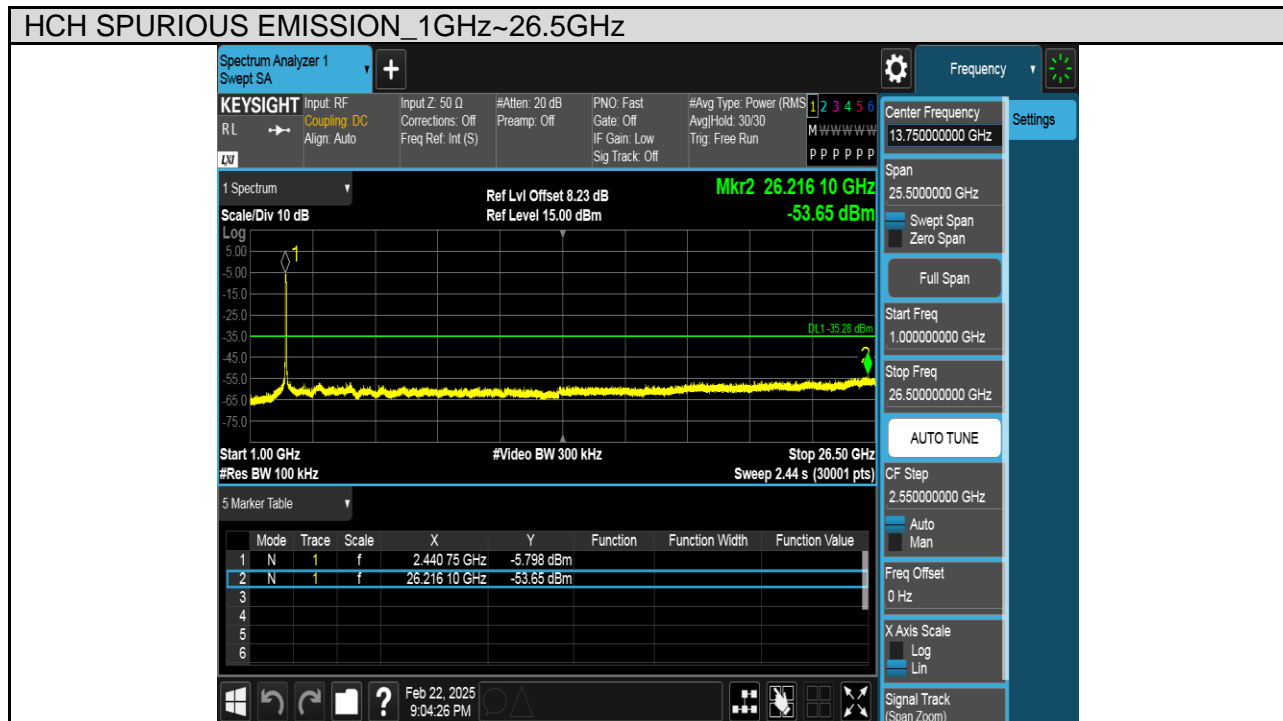 HCH SPURIOUS EMISSION_1GHz~26.5GHz
Spectrum Analyzer 1
Swept SA
+
Frequency
KEYSIGHT
RL
LXI
Input: RF
Coupling: DC
Align: Auto
Input Z: 50 Ω
Corrections: Off
Freq Ref: Int (S)
#Atten: 20 dB
Preamp: Off
PNO: Fast
Gate: Off
IF Gain: Low
Sig Track: Off
#Avg Type: Power (RMS
Avg|Hold: 30/30
Trig: Free Run
1 2 3 4 5 6
M W W W W W
P P P P P P
1 Spectrum
Scale/Div 10 dB
Ref Lvl Offset 8.23 dB
Ref Level 15.00 dBm
Mkr2 26.216 10 GHz
-53.65 dBm
Log
5.00
-5.00
-15.0
-25.0
-35.0
-45.0
-55.0
-65.0
-75.0
1
DL1 -35.28 dBm
2
Start 1.00 GHz
#Video BW 300 kHz
Stop 26.50 GHz
#Res BW 100 kHz
Sweep 2.44 s (30001 pts)
5 Marker Table
Mode Trace Scale X Y Function Function Width Function Value
1 N 1 f 2.440 75 GHz -5.798 dBm
2 N 1 f 26.216 10 GHz -53.65 dBm
3
4
5
6
?
Feb 22, 2025
9:04:26 PM
Center Frequency
13.750000000 GHz
Settings
Span
25.5000000 GHz
Swept Span
Zero Span
Full Span
Start Freq
1.000000000 GHz
Stop Freq
26.500000000 GHz
AUTO TUNE
CF Step
2.550000000 GHz
Auto
Man
Freq Offset
0 Hz
X Axis Scale
Log
Lin
Signal Track
(Span Zoom)